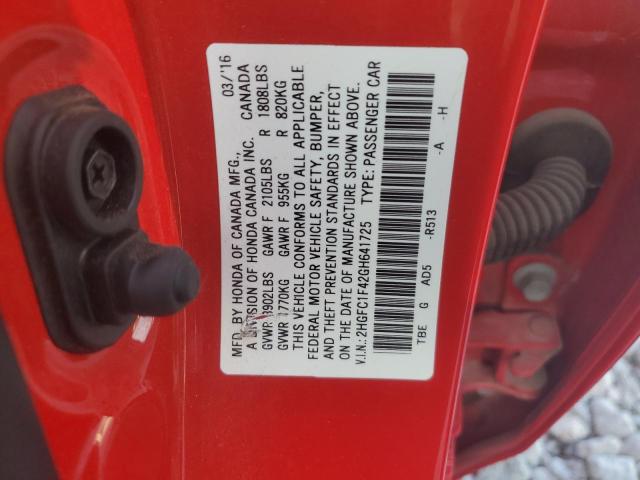 MFD. BY HONDA OF CANADA MFG., 03/'16
A DIVISION OF HONDA CANADA INC. CANADA
GVWR 3902LBS GAWR F 2105LBS R 1808LBS
GVWR 1770KG GAWR F 955KG R 820KG
THIS VEHICLE CONFORMS TO ALL APPLICABLE
FEDERAL MOTOR VEHICLE SAFETY, BUMPER,
AND THEFT PREVENTION STANDARDS IN EFFECT
ON THE DATE OF MANUFACTURE SHOWN ABOVE.
V.I.N.: 2HGFC1F42GH641725 TYPE: PASSENGER CAR
TBE G AD5 -R513 -A -H